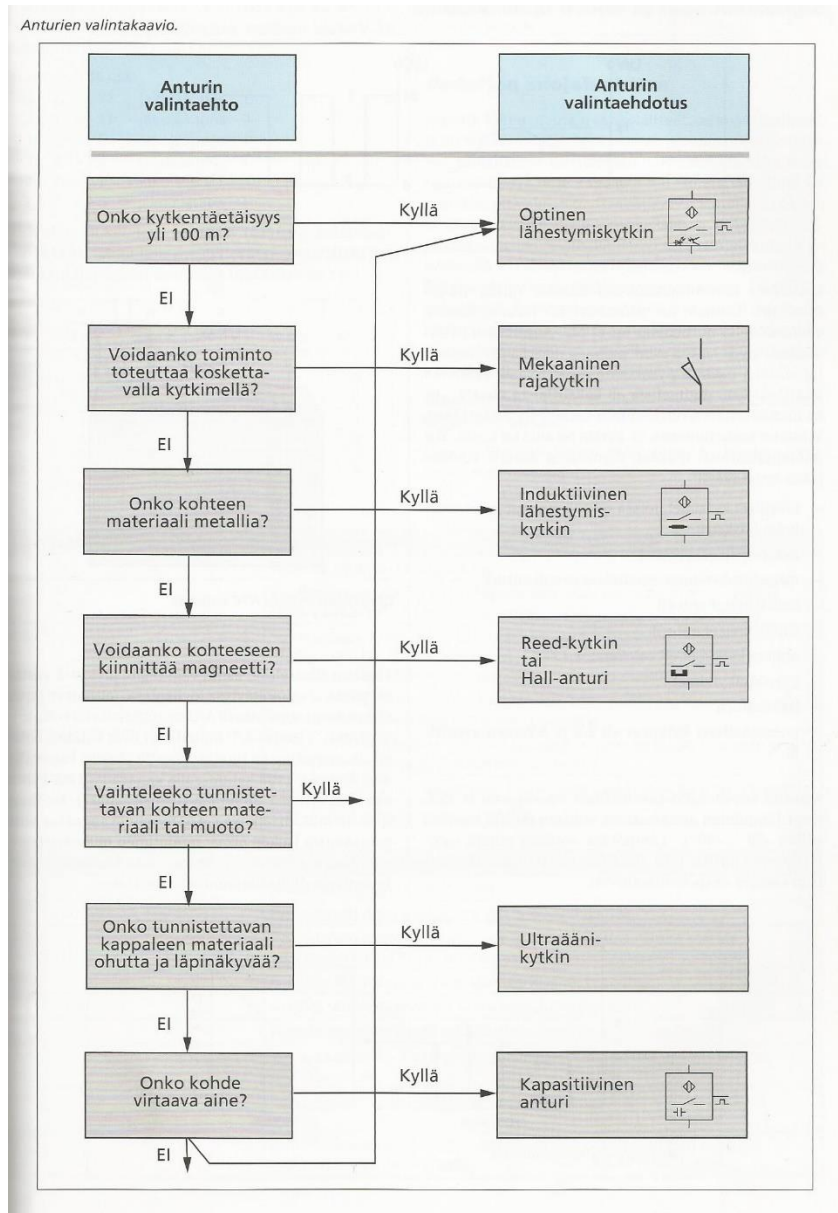 Anturien valintakaavio.
Anturin
valintaehto
Anturin
valintaehdotus
Onko kytkentäetäisyys
yli 100 m?
Kyllä
Optinen
lähestymiskytkin
EI
Voidaanko toiminto
toteuttaa kosketta-
valla kytkimellä?
Kyllä
Mekaaninen
rajakytkin
EI
Onko kohteen
materiaali metallia?
Kyllä
Induktiivinen
lähestymis-
kytkin
EI
Voidaanko kohteeseen
kiinnittää magneetti?
Kyllä
Reed-kytkin
tai
Hall-anturi
EI
Vaihteleeko tunnistet-
tavan kohteen mate-
riaali tai muoto?
Kyllä
EI
Onko tunnistettavan
kappaleen materiaali
ohutta ja läpinäkyvää?
Kyllä
Ultraääni-
kytkin
EI
Onko kohde
virtaava aine?
Kyllä
Kapasitiivinen
anturi
EI